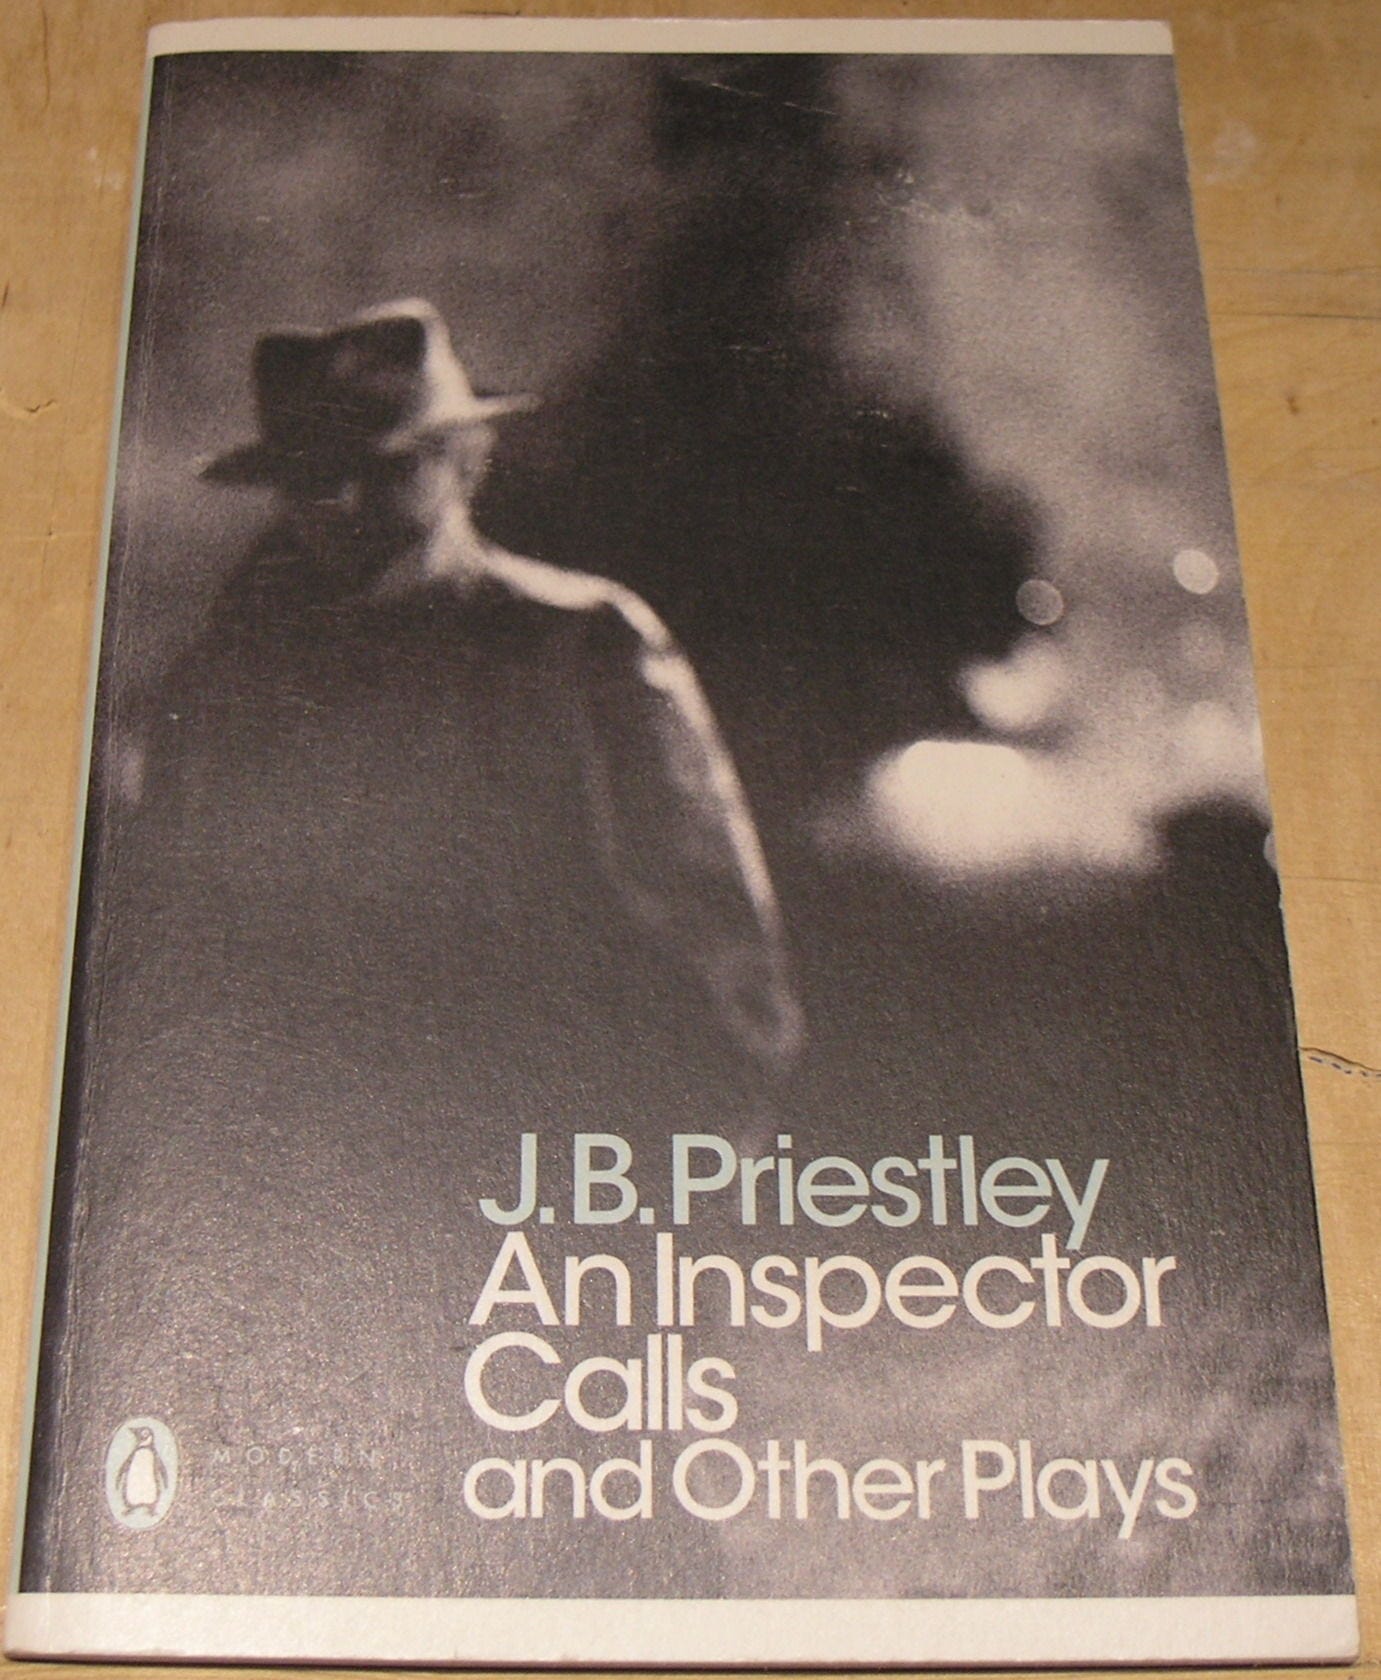 J.B. Priestley
An Inspector
Calls
and Other Plays
MODERN
CLASSICS